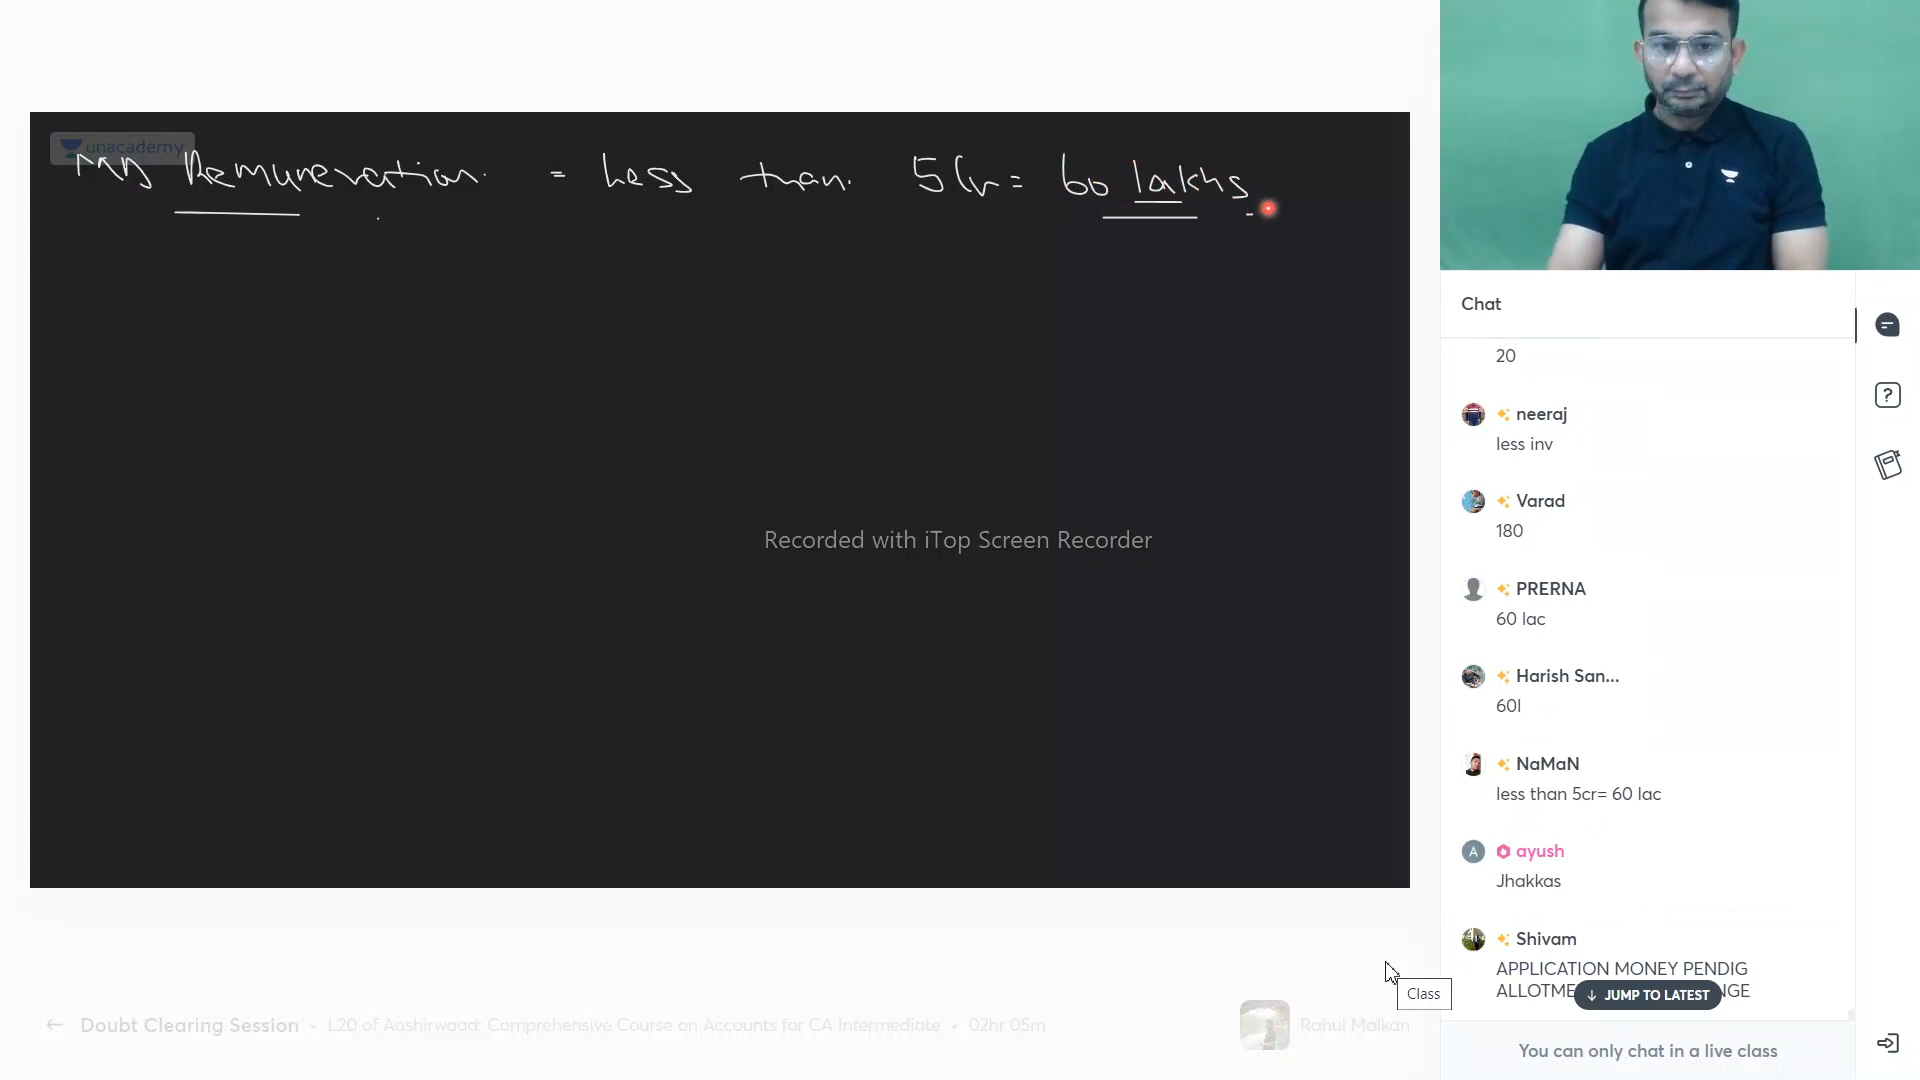 unacademy
MD Remuneration = Less than 5 Cr = 60 lakhs
Recorded with iTop Screen Recorder
Chat
20
neeraj
less inv
Varad
180
PRERNA
60 lac
Harish San...
60l
NaMaN
less than 5cr= 60 lac
A
ayush
Jhakkas
Shivam
APPLICATION MONEY PENDIG
ALLOTME NGE
JUMP TO LATEST
Class
Doubt Clearing Session • L20 of Aashirwaad: Comprehensive Course on Accounts for CA Intermediate • 02hr 05m
Rahul Malkan
You can only chat in a live class